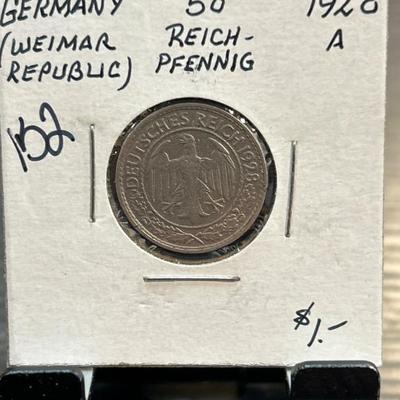 GERMANY 50 1928
(WEIMAR REICH- A
REPUBLIC) PFENNIG
152
DEUTSCHES REICH 1928
$1.-